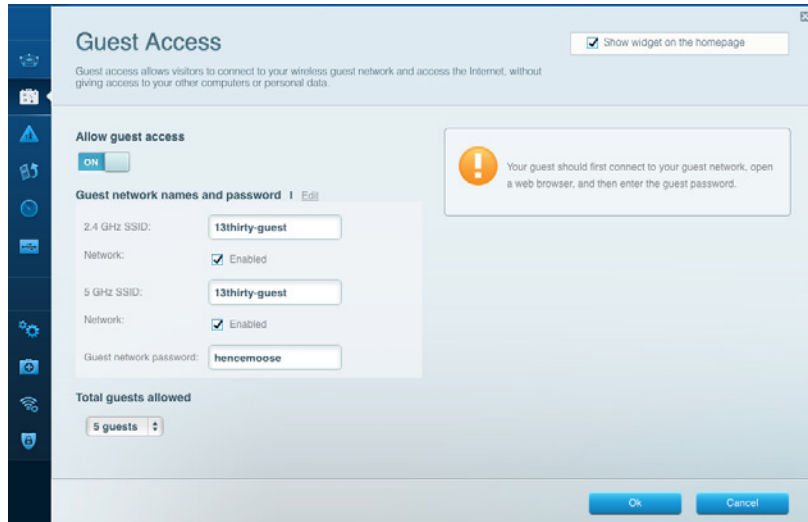 Guest Access
Show widget on the homepage
Guest access allows visitors to connect to your wireless guest network and access the Internet, without
giving access to your other computers or personal data.
Allow guest access
ON
Your guest should first connect to your guest network, open
a web browser, and then enter the guest password.
Guest network names and password | Edit
2.4 GHz SSID: 13thirty-guest
Network: Enabled
5 GHz SSID: 13thirty-guest
Network: Enabled
Guest network password: hencemoose
Total guests allowed
5 guests
Ok Cancel